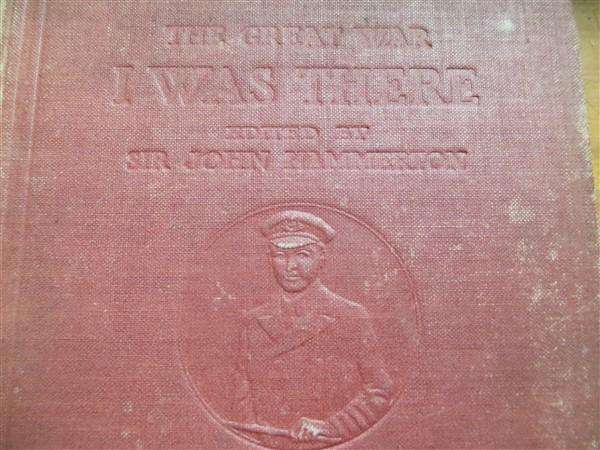 THE GREAT WAR
I WAS THERE
EDITED BY
SIR JOHN HAMMERTON